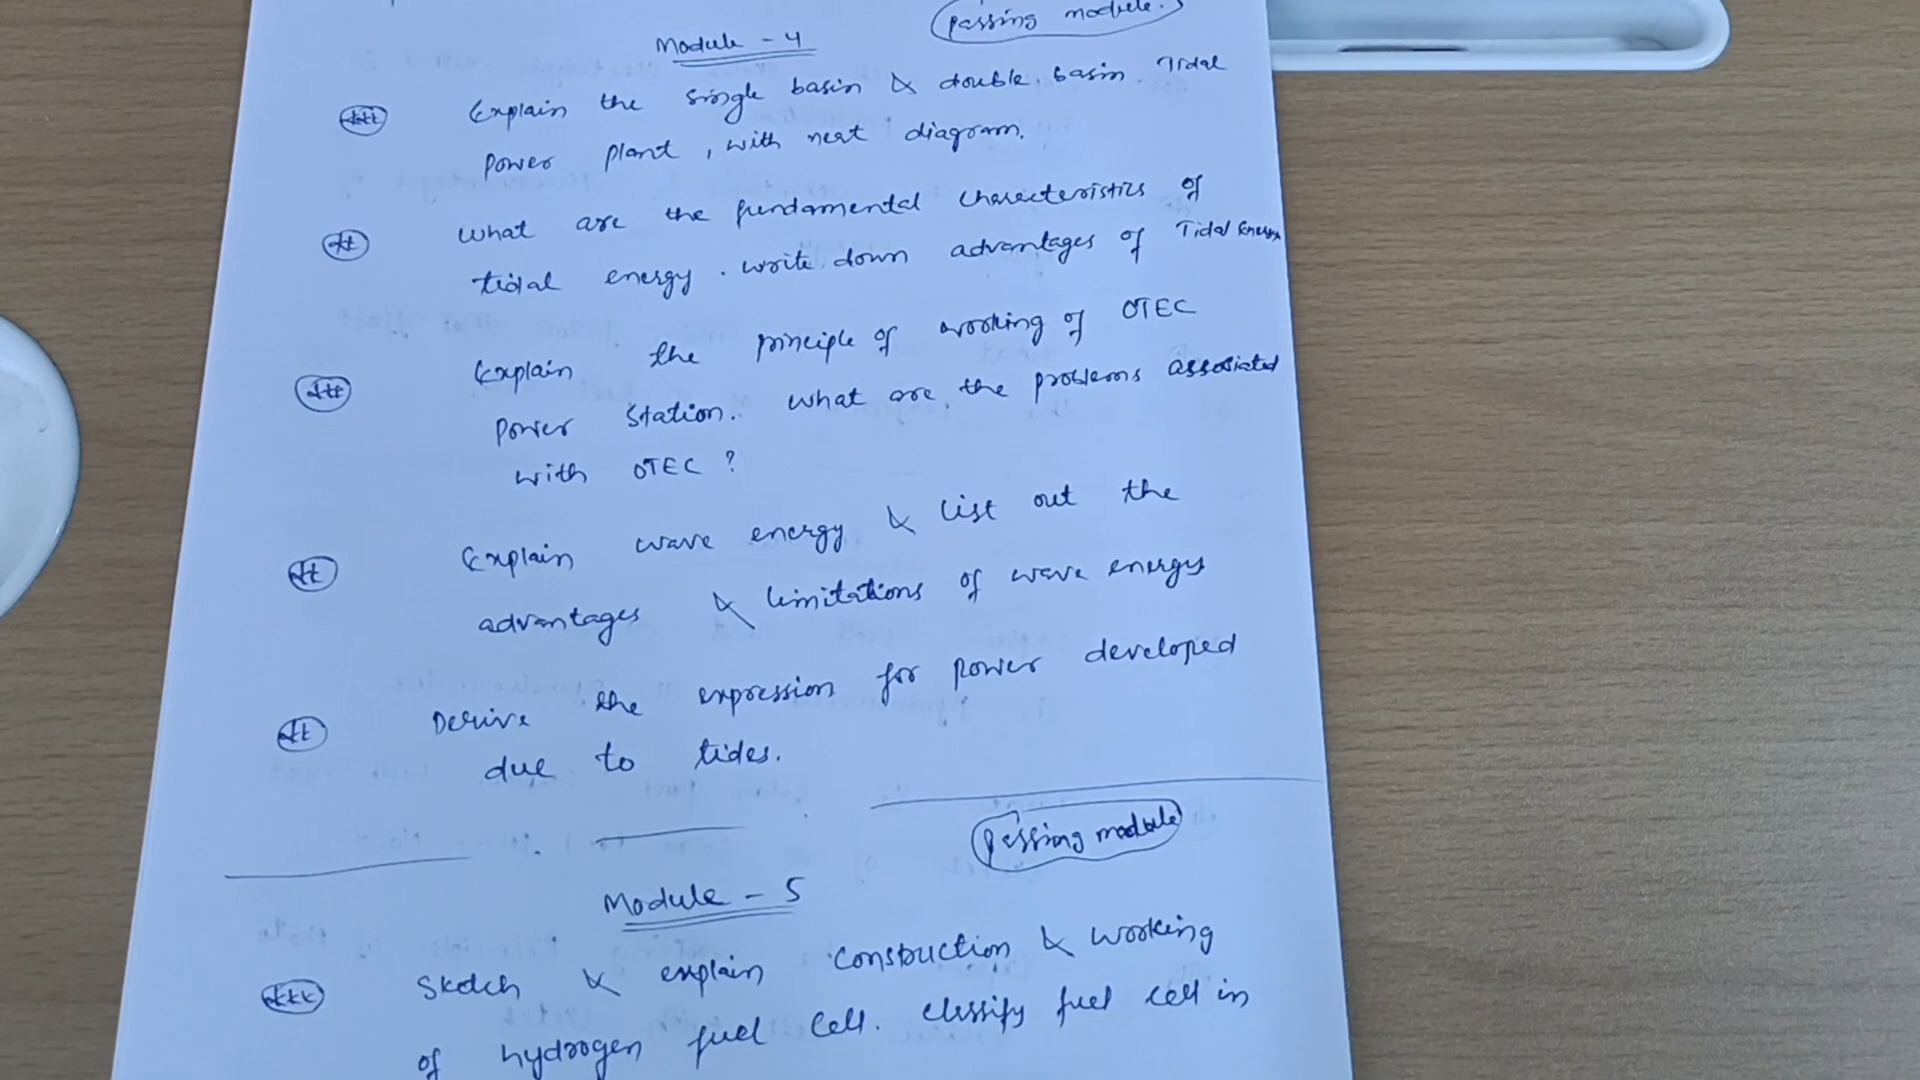 Passing module.
Module - 4
*** Explain the single basin & double basin Tidal
Power plant, with neat diagram.
** What are the fundamental characteristics of
tidal energy. write down advantages of Tidal Energy
*** Explain the principle of working of OTEC
Power Station. What are the problems associated
with OTEC ?
** Explain wave energy & List out the
advantages & limitations of wave energy
** Derive the expression for power developed
due to tides.
Passing module
Module - 5
*** Sketch & explain construction & working
of hydrogen fuel cell. classify fuel cell in